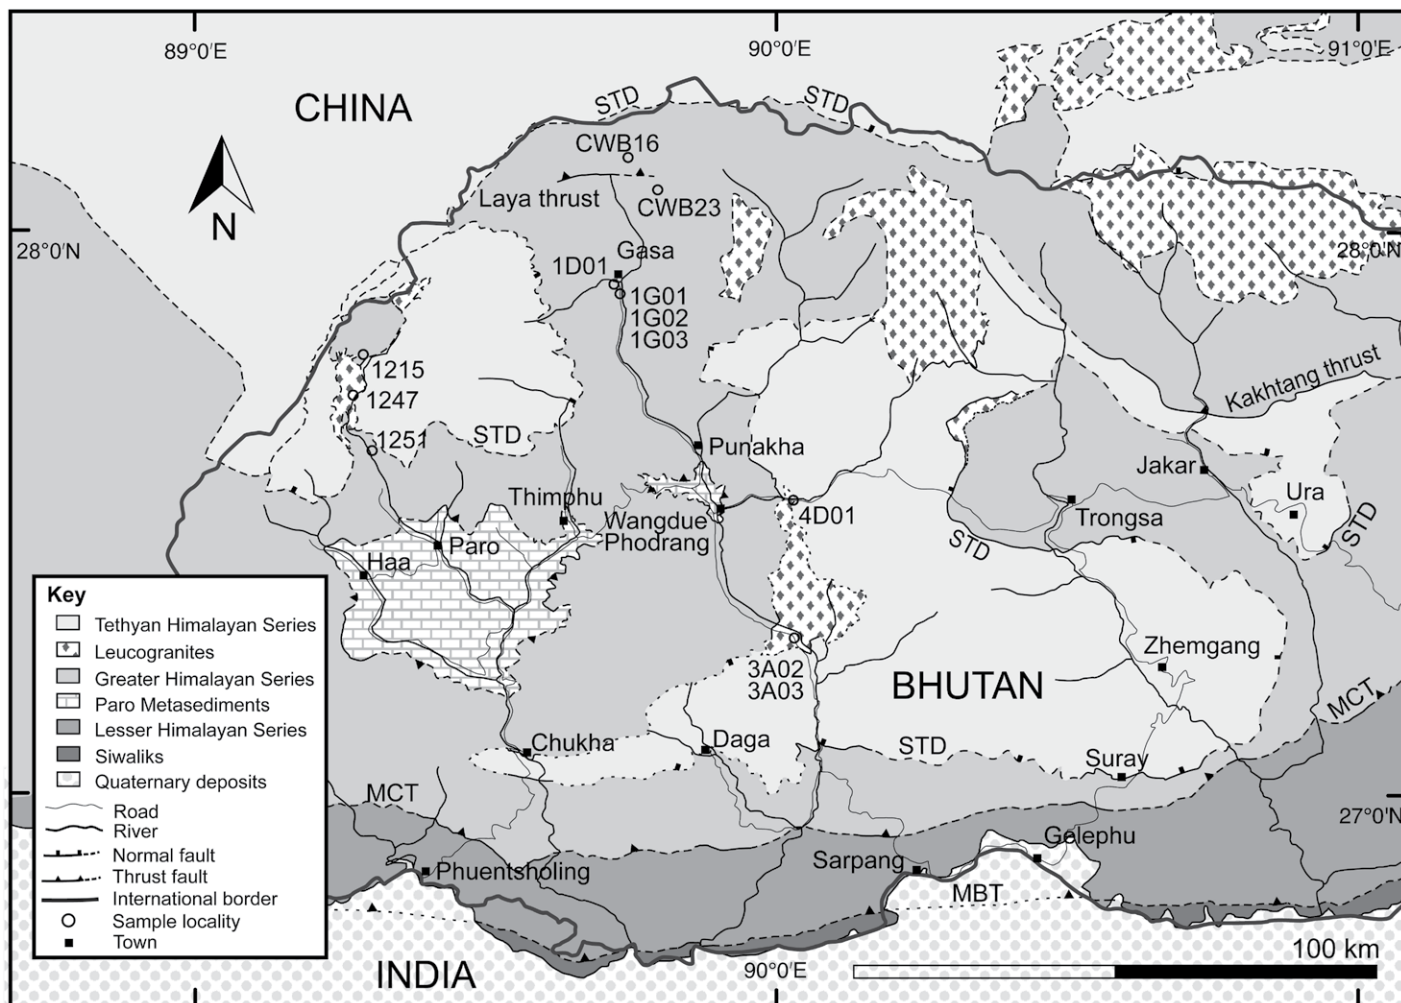 89°0′E
90°0′E
91°0′E
CHINA
STD
STD
CWB16
Laya thrust
CWB23
N
28°0′N
28°0′N
Gasa
1D01
1G01
1G02
1G03
1215
1247
1251
STD
Kakhtang thrust
Punakha
Jakar
Thimphu
Wangdue
Phodrang
4D01
Trongsa
Ura
STD
STD
Haa
Paro
Key
Tethyan Himalayan Series
Leucogranites
Greater Himalayan Series
Paro Metasediments
Lesser Himalayan Series
Siwaliks
Quaternary deposits
Road
River
Normal fault
Thrust fault
International border
Sample locality
Town
3A02
3A03
Zhemgang
BHUTAN
MCT
Chukha
Daga
STD
Suray
MCT
27°0′N
Phuentsholing
Sarpang
Gelephu
MBT
INDIA
90°0′E
100 km